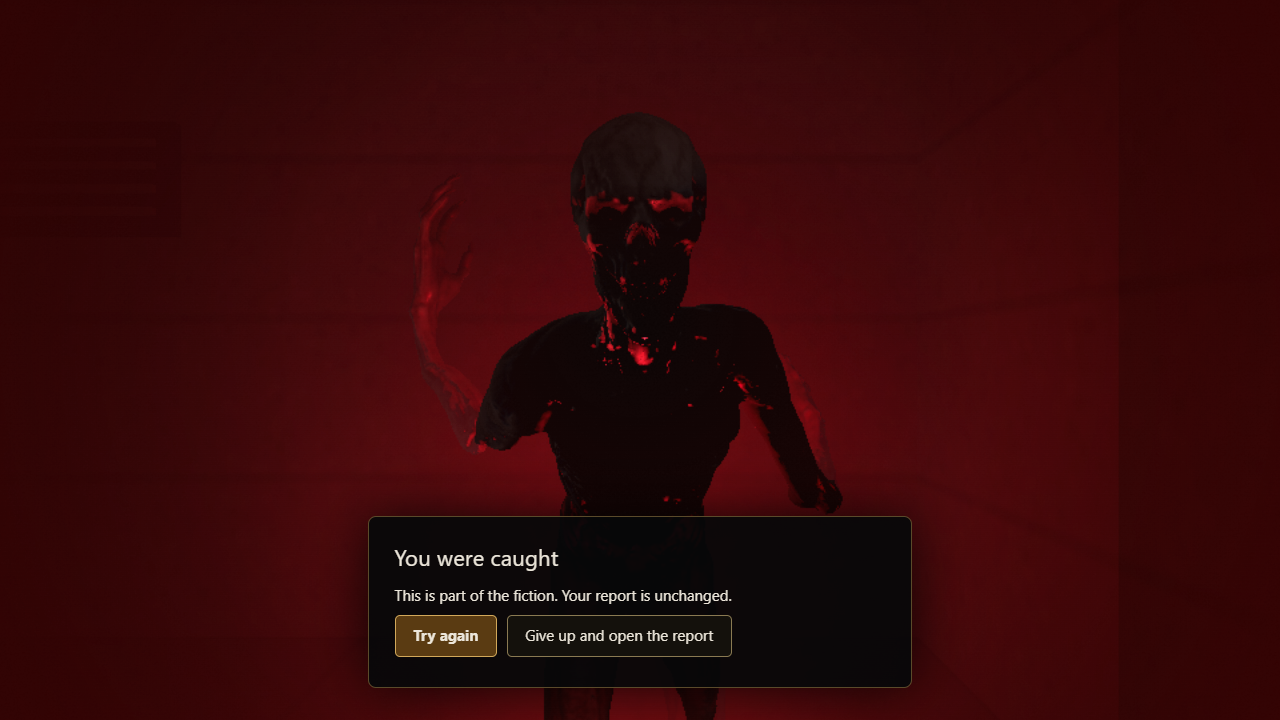 You were caught
This is part of the fiction. Your report is unchanged.
Try again
Give up and open the report